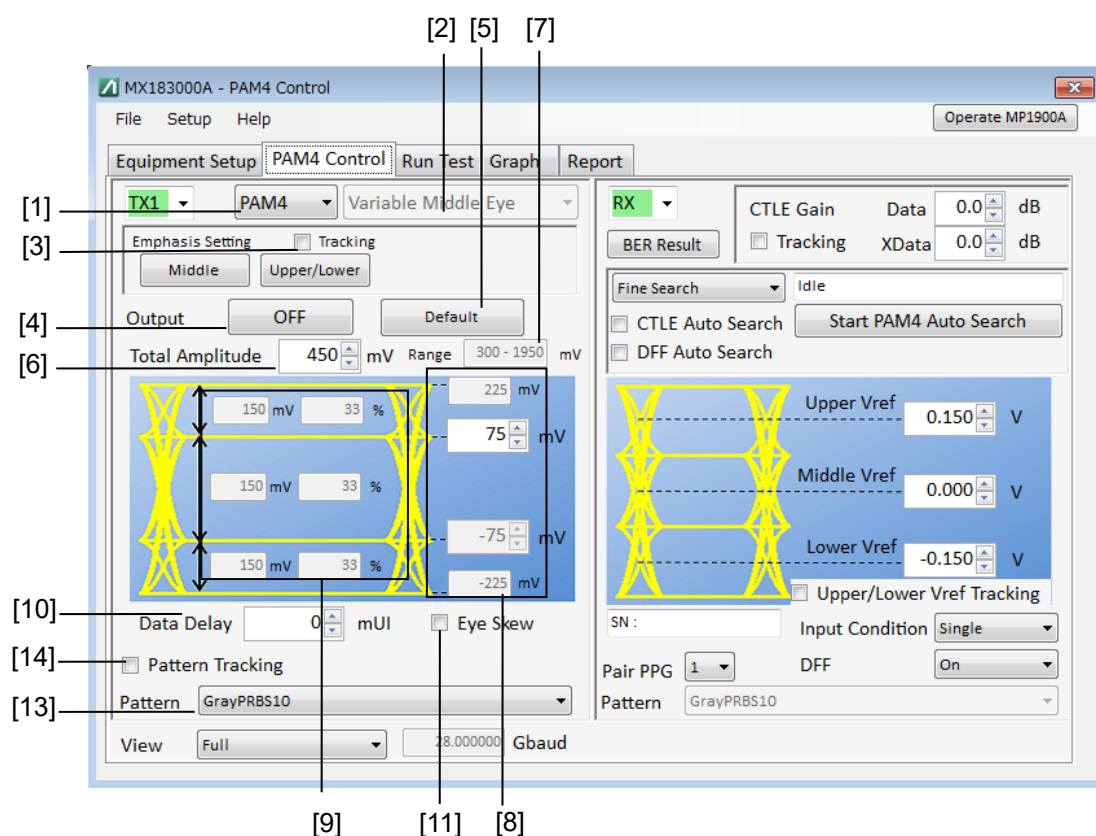 [2] [5] [7]
MX183000A - PAM4 Control
File Setup Help
Operate MP1900A
Equipment Setup PAM4 Control Run Test Graph Report
[1]
TX1 PAM4 Variable Middle Eye
[3]
Emphasis Setting Tracking
Middle Upper/Lower
[4]
Output OFF Default
[6]
Total Amplitude 450 mV Range 300 - 1950 mV
225 mV
150 mV 33 %
75 mV
150 mV 33 %
-75 mV
150 mV 33 %
-225 mV
[10]
Data Delay 0 mUI Eye Skew
[14]
Pattern Tracking
[13]
Pattern GrayPRBS10
RX
CTLE Gain Data 0.0 dB
BER Result Tracking XData 0.0 dB
Fine Search Idle
CTLE Auto Search Start PAM4 Auto Search
DFF Auto Search
Upper Vref 0.150 V
Middle Vref 0.000 V
Lower Vref -0.150 V
Upper/Lower Vref Tracking
SN : Input Condition Single
Pair PPG 1 DFF On
Pattern GrayPRBS10
View Full 28.000000 Gbaud
[9] [11] [8]